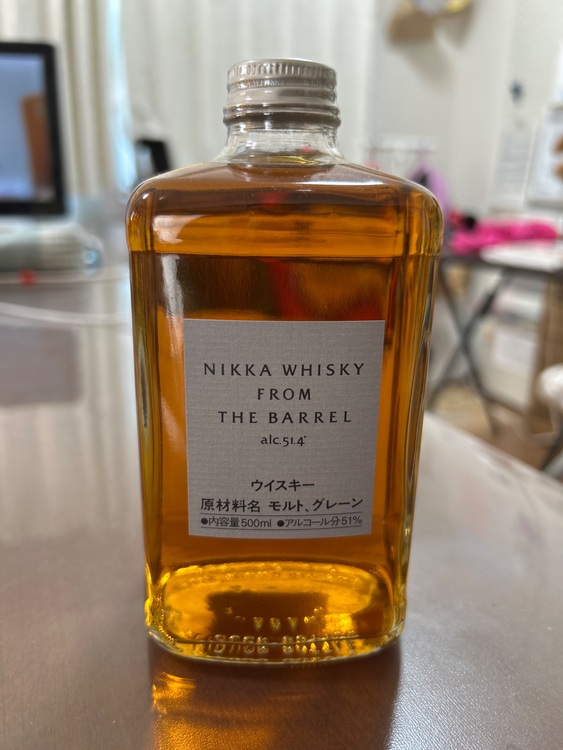 NIKKA WHISKY
FROM
THE BARREL
alc.51.4°
ウイスキー
原材料名 モルト、グレーン
●内容量500ml ●アルコール分51%